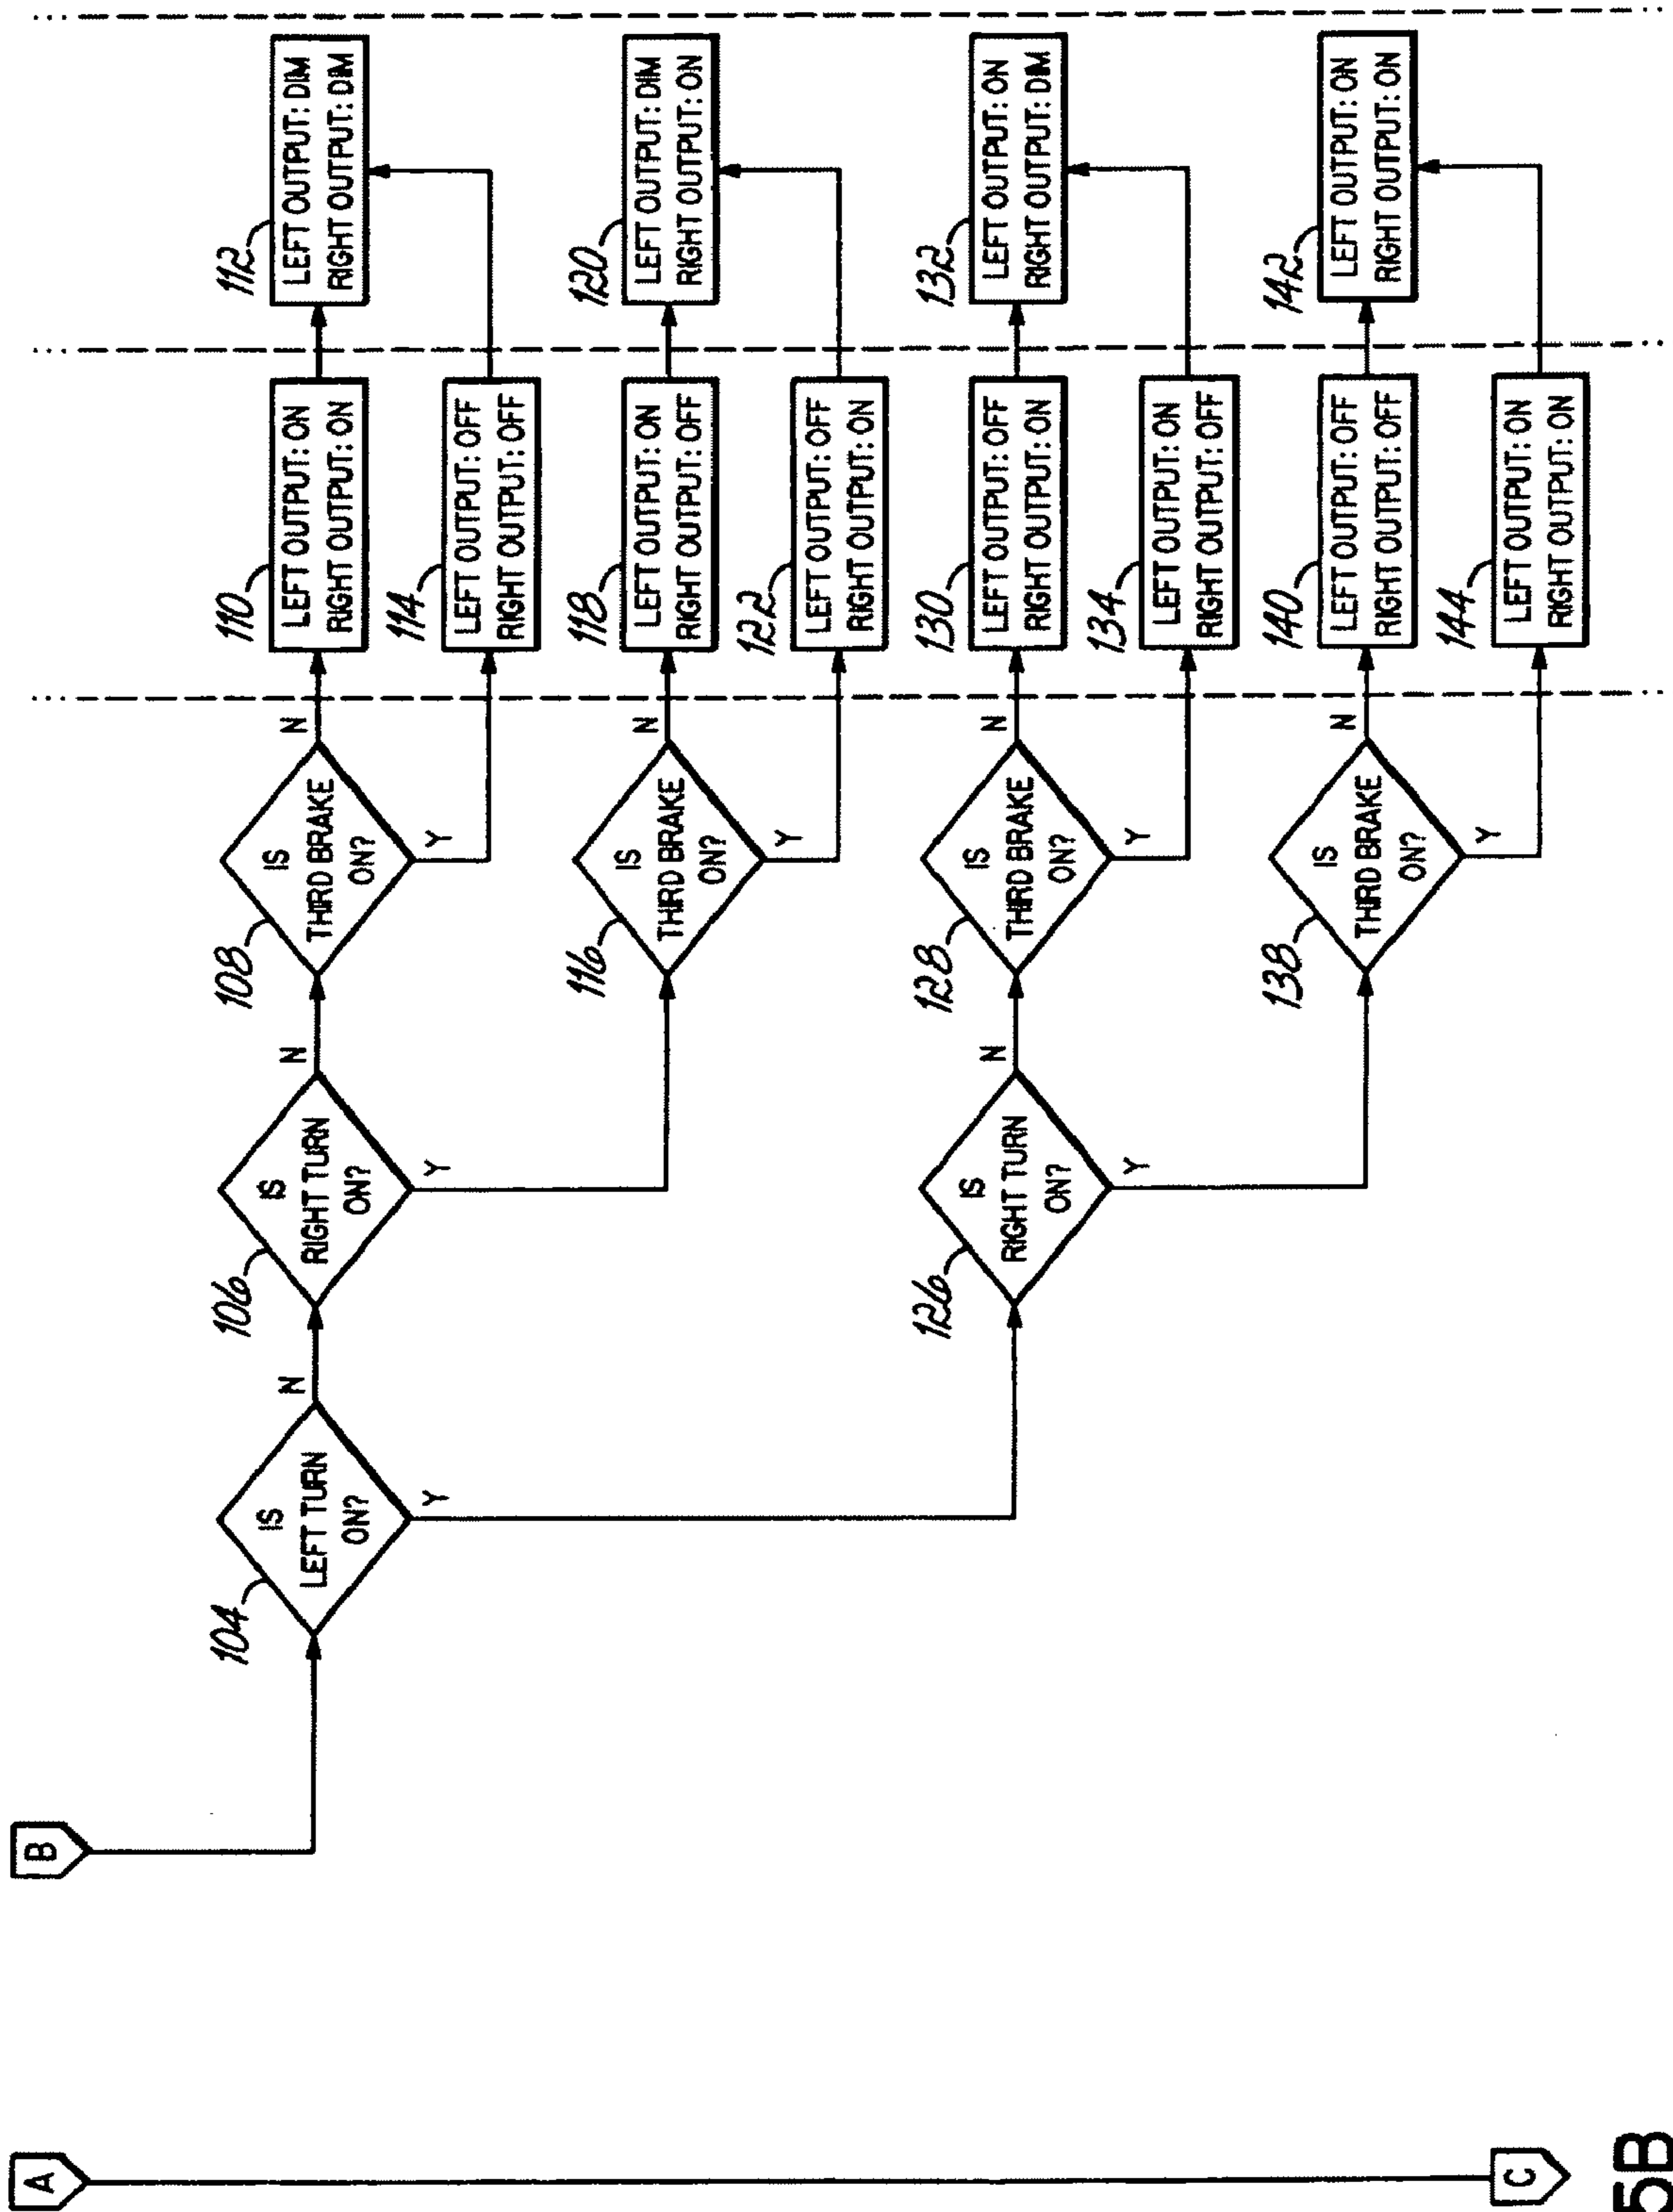 A
B
104
IS
LEFT TURN
ON?
N
Y
106
IS
RIGHT TURN
ON?
N
Y
108
IS
THIRD BRAKE
ON?
N
Y
110
LEFT OUTPUT: ON
RIGHT OUTPUT: ON
112
LEFT OUTPUT: DIM
RIGHT OUTPUT: DIM
114
LEFT OUTPUT: OFF
RIGHT OUTPUT: OFF
116
IS
THIRD BRAKE
ON?
N
Y
118
LEFT OUTPUT: ON
RIGHT OUTPUT: OFF
120
LEFT OUTPUT: DIM
RIGHT OUTPUT: ON
122
LEFT OUTPUT: OFF
RIGHT OUTPUT: ON
126
IS
RIGHT TURN
ON?
N
Y
128
IS
THIRD BRAKE
ON?
N
Y
130
LEFT OUTPUT: OFF
RIGHT OUTPUT: ON
132
LEFT OUTPUT: ON
RIGHT OUTPUT: DIM
134
LEFT OUTPUT: ON
RIGHT OUTPUT: OFF
138
IS
THIRD BRAKE
ON?
N
Y
140
LEFT OUTPUT: OFF
RIGHT OUTPUT: OFF
142
LEFT OUTPUT: ON
RIGHT OUTPUT: ON
144
LEFT OUTPUT: ON
RIGHT OUTPUT: ON
C
5B